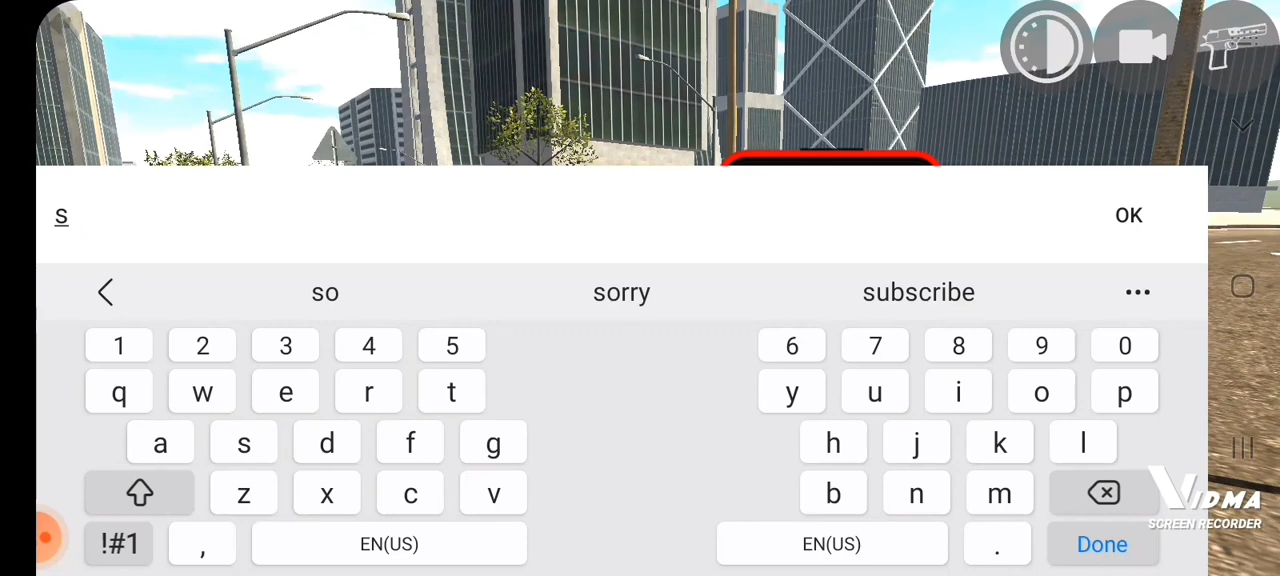 s
OK
so sorry subscribe
1 2 3 4 5 6 7 8 9 0
q w e r t y u i o p
a s d f g h j k l
z x c v b n m
VIDMA
SCREEN RECORDER
!#1 , EN(US) EN(US) . Done